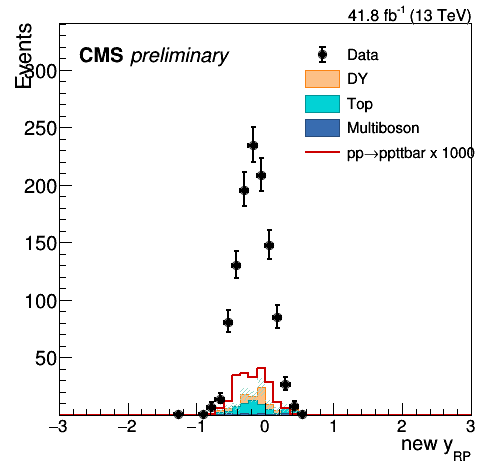 41.8 fb⁻¹ (13 TeV)
Events
CMS preliminary
Data
DY
Top
Multiboson
pp→ppttbar x 1000
300
250
200
150
100
50
−3 −2 −1 0 1 2 3
new y_RP